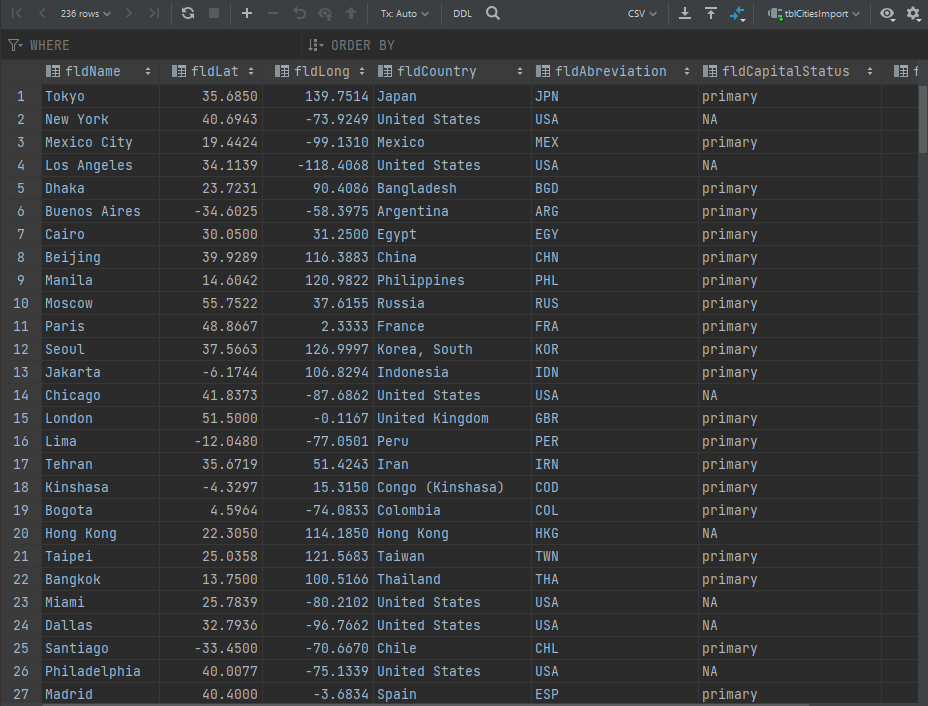 236 rows Tx: Auto DDL CSV tblCitiesImport
WHERE ORDER BY
fldName fldLat fldLong fldCountry fldAbreviation fldCapitalStatus f
1 Tokyo 35.6850 139.7514 Japan JPN primary
2 New York 40.6943 -73.9249 United States USA NA
3 Mexico City 19.4424 -99.1310 Mexico MEX primary
4 Los Angeles 34.1139 -118.4068 United States USA NA
5 Dhaka 23.7231 90.4086 Bangladesh BGD primary
6 Buenos Aires -34.6025 -58.3975 Argentina ARG primary
7 Cairo 30.0500 31.2500 Egypt EGY primary
8 Beijing 39.9289 116.3883 China CHN primary
9 Manila 14.6042 120.9822 Philippines PHL primary
10 Moscow 55.7522 37.6155 Russia RUS primary
11 Paris 48.8667 2.3333 France FRA primary
12 Seoul 37.5663 126.9997 Korea, South KOR primary
13 Jakarta -6.1744 106.8294 Indonesia IDN primary
14 Chicago 41.8373 -87.6862 United States USA NA
15 London 51.5000 -0.1167 United Kingdom GBR primary
16 Lima -12.0480 -77.0501 Peru PER primary
17 Tehran 35.6719 51.4243 Iran IRN primary
18 Kinshasa -4.3297 15.3150 Congo (Kinshasa) COD primary
19 Bogota 4.5964 -74.0833 Colombia COL primary
20 Hong Kong 22.3050 114.1850 Hong Kong HKG NA
21 Taipei 25.0358 121.5683 Taiwan TWN primary
22 Bangkok 13.7500 100.5166 Thailand THA primary
23 Miami 25.7839 -80.2102 United States USA NA
24 Dallas 32.7936 -96.7662 United States USA NA
25 Santiago -33.4500 -70.6670 Chile CHL primary
26 Philadelphia 40.0077 -75.1339 United States USA NA
27 Madrid 40.4000 -3.6834 Spain ESP primary